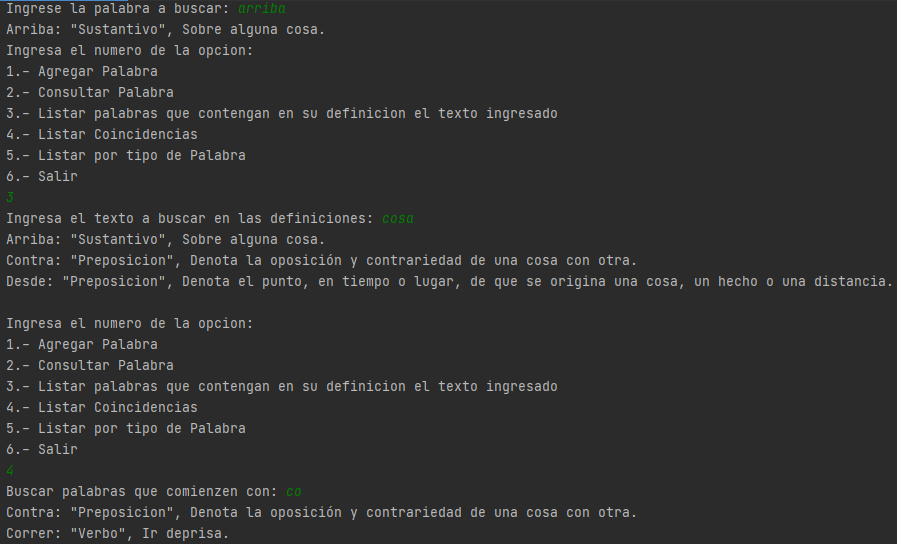 Ingrese la palabra a buscar: arriba
Arriba: "Sustantivo", Sobre alguna cosa.
Ingresa el numero de la opcion:
1.- Agregar Palabra
2.- Consultar Palabra
3.- Listar palabras que contengan en su definicion el texto ingresado
4.- Listar Coincidencias
5.- Listar por tipo de Palabra
6.- Salir
3
Ingresa el texto a buscar en las definiciones: cosa
Arriba: "Sustantivo", Sobre alguna cosa.
Contra: "Preposicion", Denota la oposición y contrariedad de una cosa con otra.
Desde: "Preposicion", Denota el punto, en tiempo o lugar, de que se origina una cosa, un hecho o una distancia.
Ingresa el numero de la opcion:
1.- Agregar Palabra
2.- Consultar Palabra
3.- Listar palabras que contengan en su definicion el texto ingresado
4.- Listar Coincidencias
5.- Listar por tipo de Palabra
6.- Salir
4
Buscar palabras que comienzen con: co
Contra: "Preposicion", Denota la oposición y contrariedad de una cosa con otra.
Correr: "Verbo", Ir deprisa.